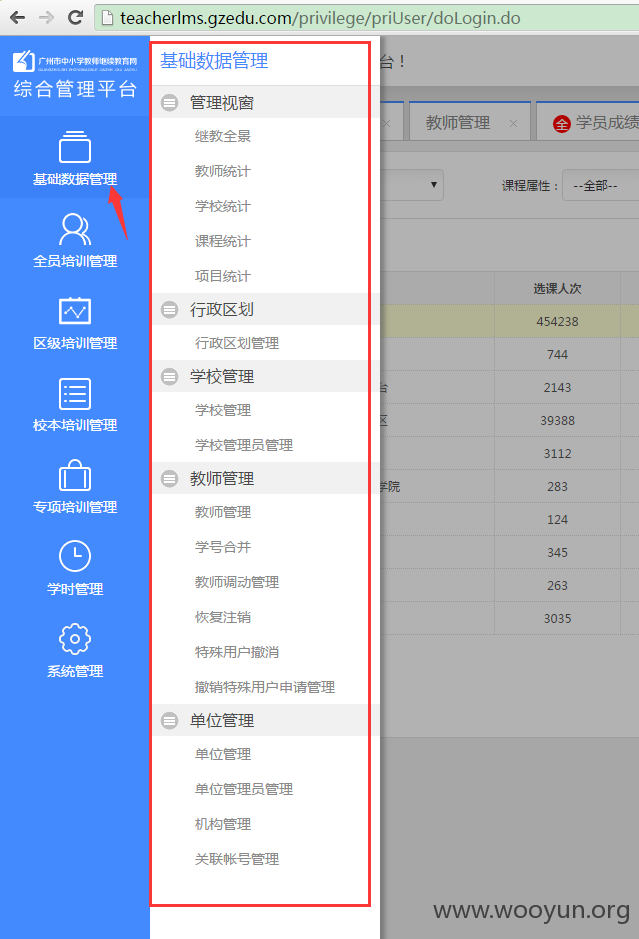 teacherlms.gzedu.com/privilege/priUser/doLogin.do
广州市中小学教师继续教育网
综合管理平台
基础数据管理
全员培训管理
区级培训管理
校本培训管理
专项培训管理
学时管理
系统管理
基础数据管理
管理视窗
继教全景
教师统计
学校统计
课程统计
项目统计
行政区划
行政区划管理
学校管理
学校管理
学校管理员管理
教师管理
教师管理
学号合并
教师调动管理
恢复注销
特殊用户撤消
撤销特殊用户申请管理
单位管理
单位管理
单位管理员管理
机构管理
关联帐号管理
台！
教师管理 × 全 学员成绩
课程属性： --全部--
选课人次
454238
744
台 2143
区 39388
3112
学院 283
124
345
263
3035
www.wooyun.org